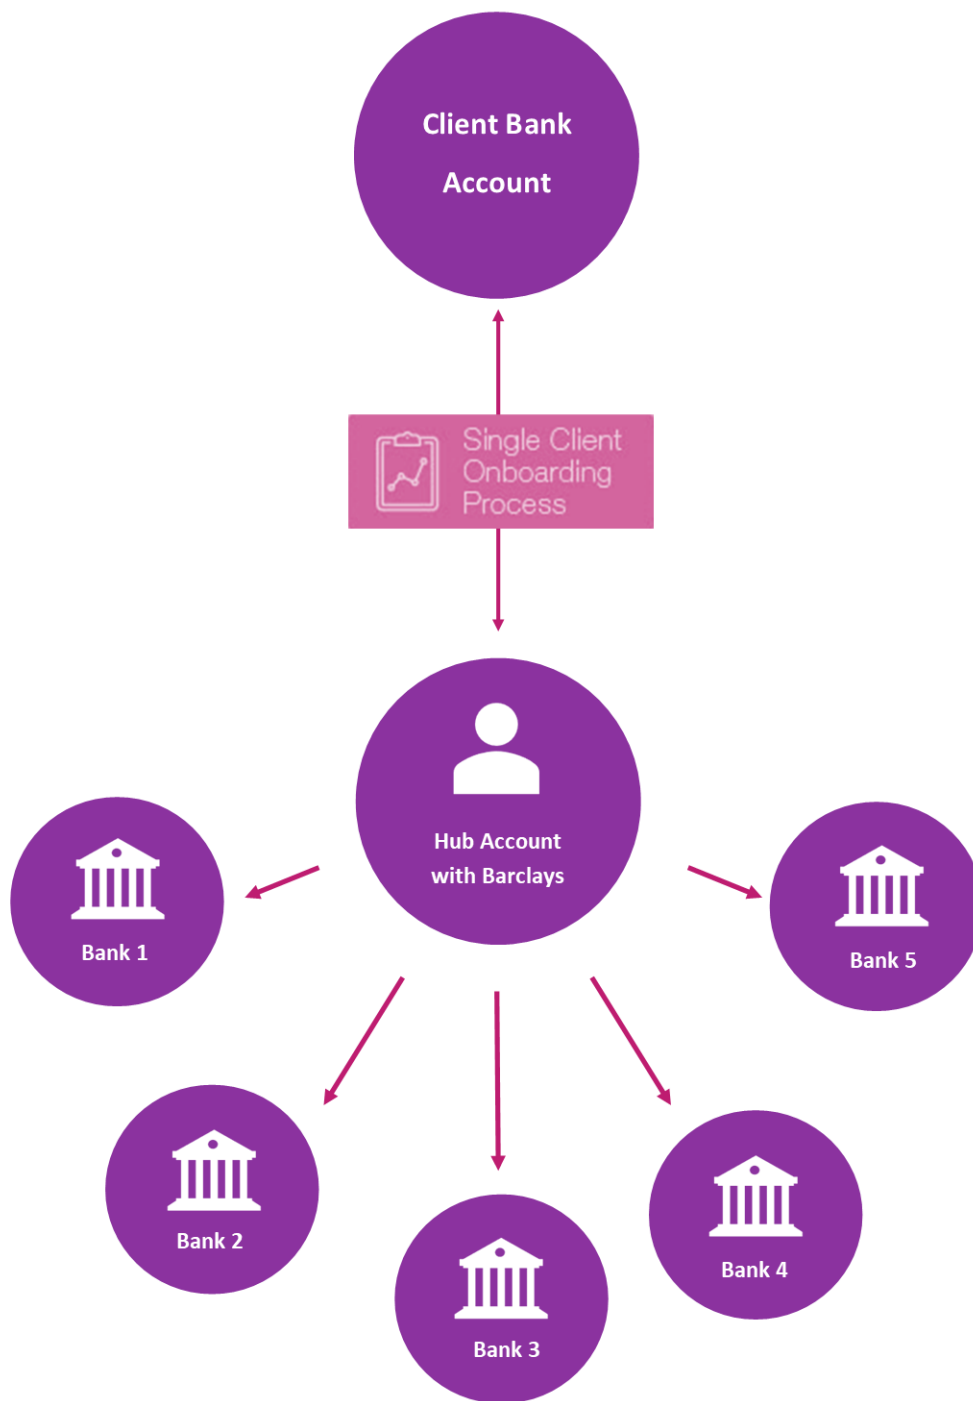 Client Bank
Account
Single Client
Onboarding
Process
Hub Account
with Barclays
Bank 1
Bank 5
Bank 2
Bank 4
Bank 3